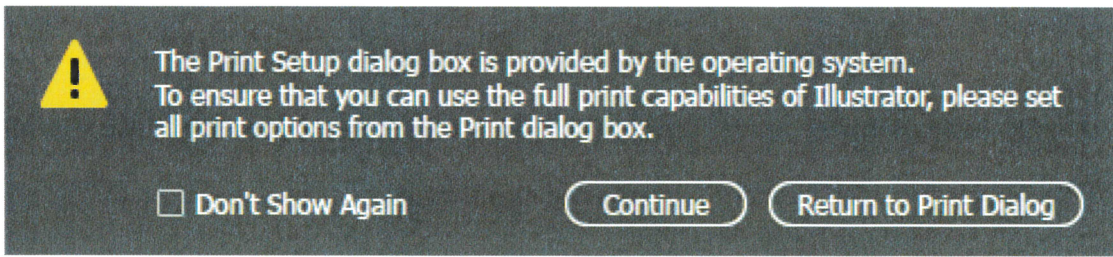 The Print Setup dialog box is provided by the operating system.
To ensure that you can use the full print capabilities of Illustrator, please set
all print options from the Print dialog box.
Don't Show Again
Continue
Return to Print Dialog